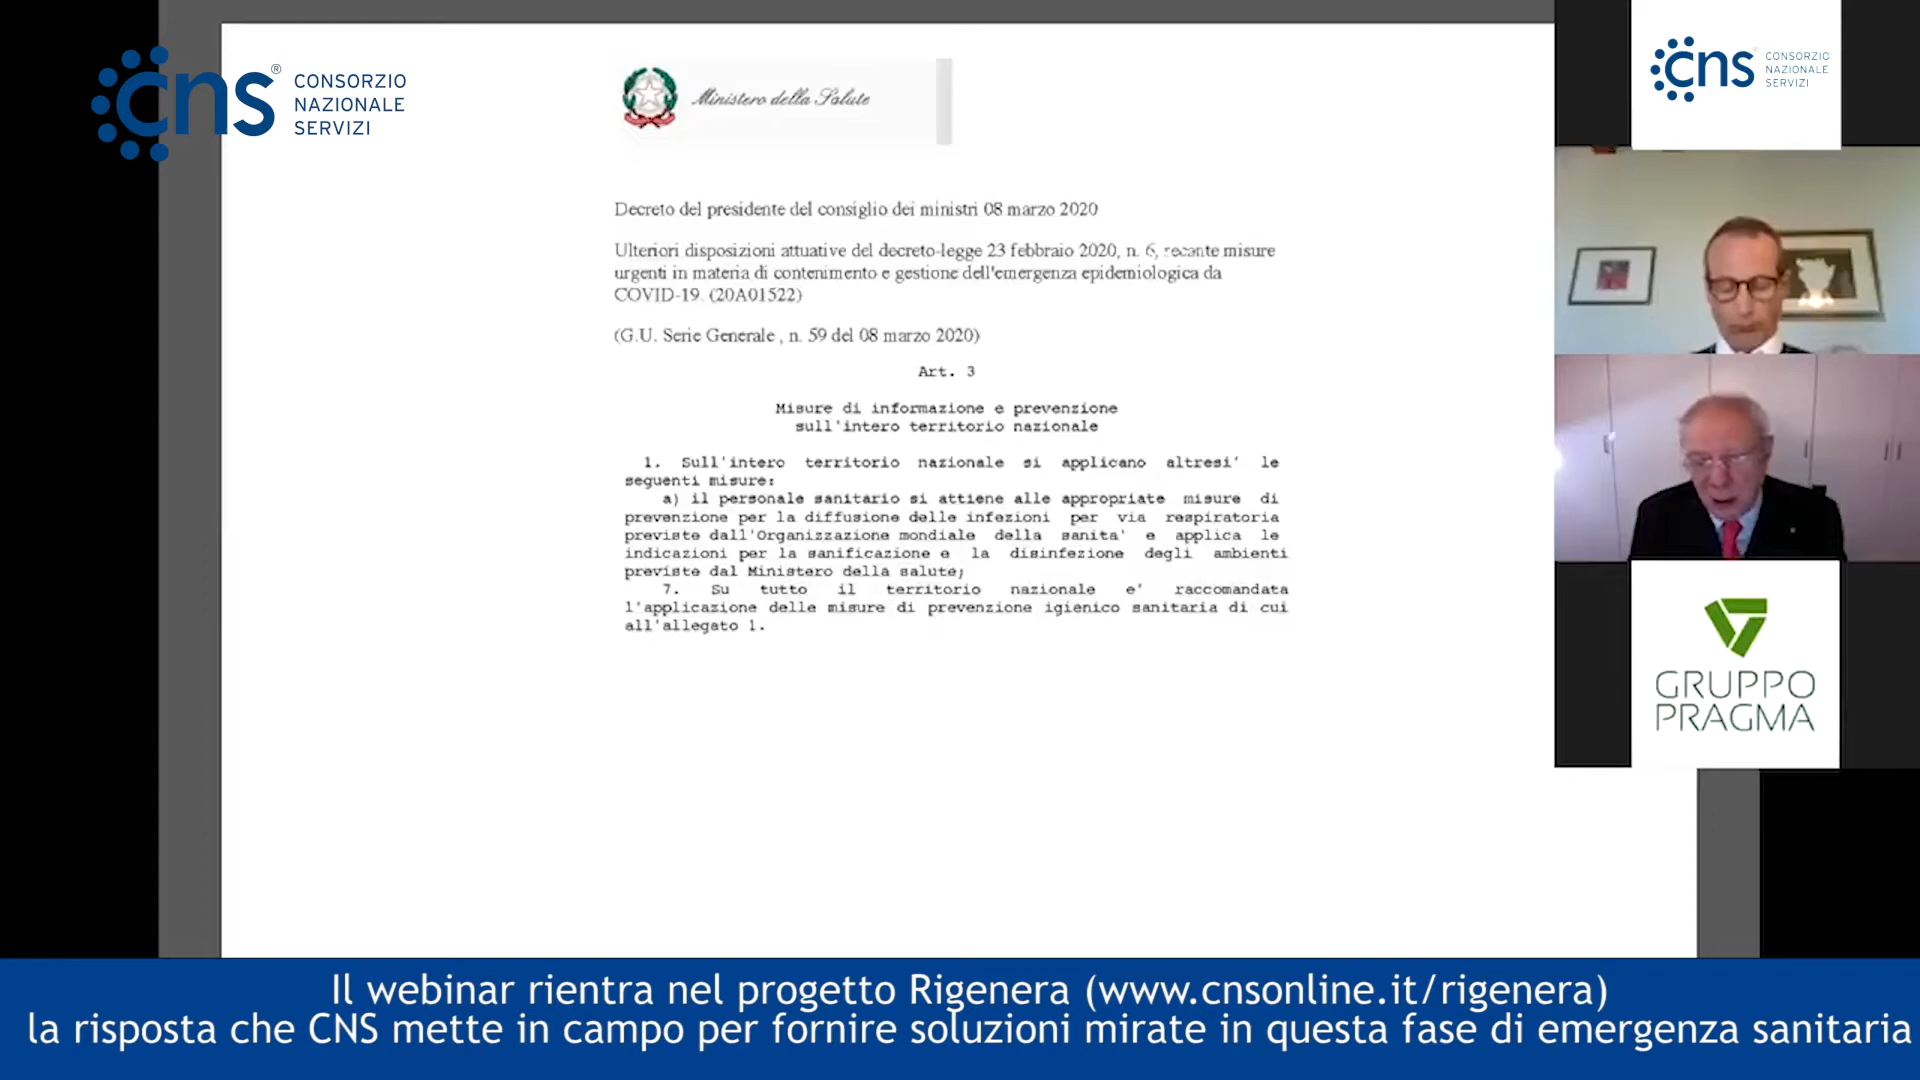 cns® CONSORZIO
NAZIONALE
SERVIZI
Ministero della Salute
Decreto del presidente del consiglio dei ministri 08 marzo 2020
Ulteriori disposizioni attuative del decreto-legge 23 febbraio 2020, n. 6, recante misure
urgenti in materia di contenimento e gestione dell'emergenza epidemiologica da
COVID-19. (20A01522)
(G.U. Serie Generale , n. 59 del 08 marzo 2020)
Art. 3
Misure di informazione e prevenzione
sull'intero territorio nazionale
1. Sull'intero territorio nazionale si applicano altresi' le
seguenti misure:
a) il personale sanitario si attiene alle appropriate misure di
prevenzione per la diffusione delle infezioni per via respiratoria
previste dall'Organizzazione mondiale della sanita' e applica le
indicazioni per la sanificazione e la disinfezione degli ambienti
previste dal Ministero della salute;
7. Su tutto il territorio nazionale e' raccomandata
l'applicazione delle misure di prevenzione igienico sanitaria di cui
all'allegato 1.
cns CONSORZIO
NAZIONALE
SERVIZI
GRUPPO
PRAGMA
Il webinar rientra nel progetto Rigenera (www.cnsonline.it/rigenera)
la risposta che CNS mette in campo per fornire soluzioni mirate in questa fase di emergenza sanitaria